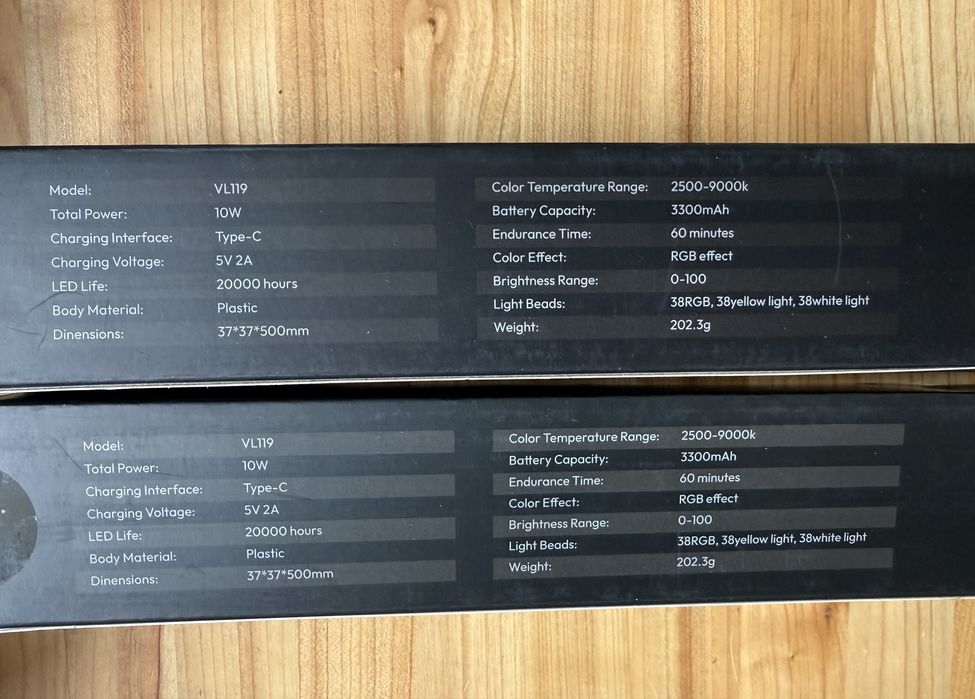 Model: VL119
Total Power: 10W
Charging Interface: Type-C
Charging Voltage: 5V 2A
LED Life: 20000 hours
Body Material: Plastic
Dinensions: 37*37*500mm
Color Temperature Range: 2500-9000k
Battery Capacity: 3300mAh
Endurance Time: 60 minutes
Color Effect: RGB effect
Brightness Range: 0-100
Light Beads: 38RGB, 38yellow light, 38white light
Weight: 202.3g
Model: VL119
Total Power: 10W
Charging Interface: Type-C
Charging Voltage: 5V 2A
LED Life: 20000 hours
Body Material: Plastic
Dinensions: 37*37*500mm
Color Temperature Range: 2500-9000k
Battery Capacity: 3300mAh
Endurance Time: 60 minutes
Color Effect: RGB effect
Brightness Range: 0-100
Light Beads: 38RGB, 38yellow light, 38white light
Weight: 202.3g